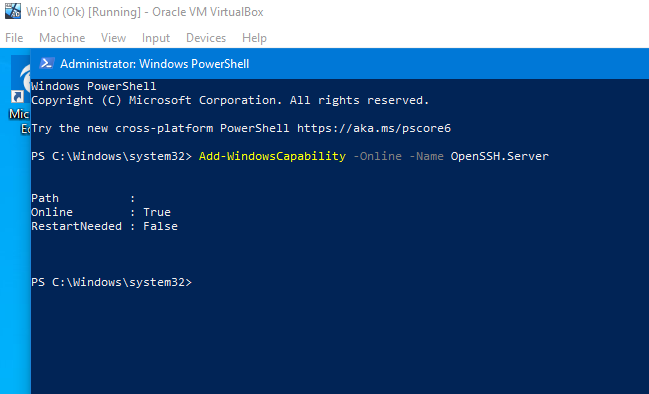 Win10 (Ok) [Running] - Oracle VM VirtualBox
File Machine View Input Devices Help
Administrator: Windows PowerShell
Windows PowerShell
Copyright (C) Microsoft Corporation. All rights reserved.
Try the new cross-platform PowerShell https://aka.ms/pscore6
PS C:\Windows\system32> Add-WindowsCapability -Online -Name OpenSSH.Server
Path :
Online : True
RestartNeeded : False
PS C:\Windows\system32>
Mic
E